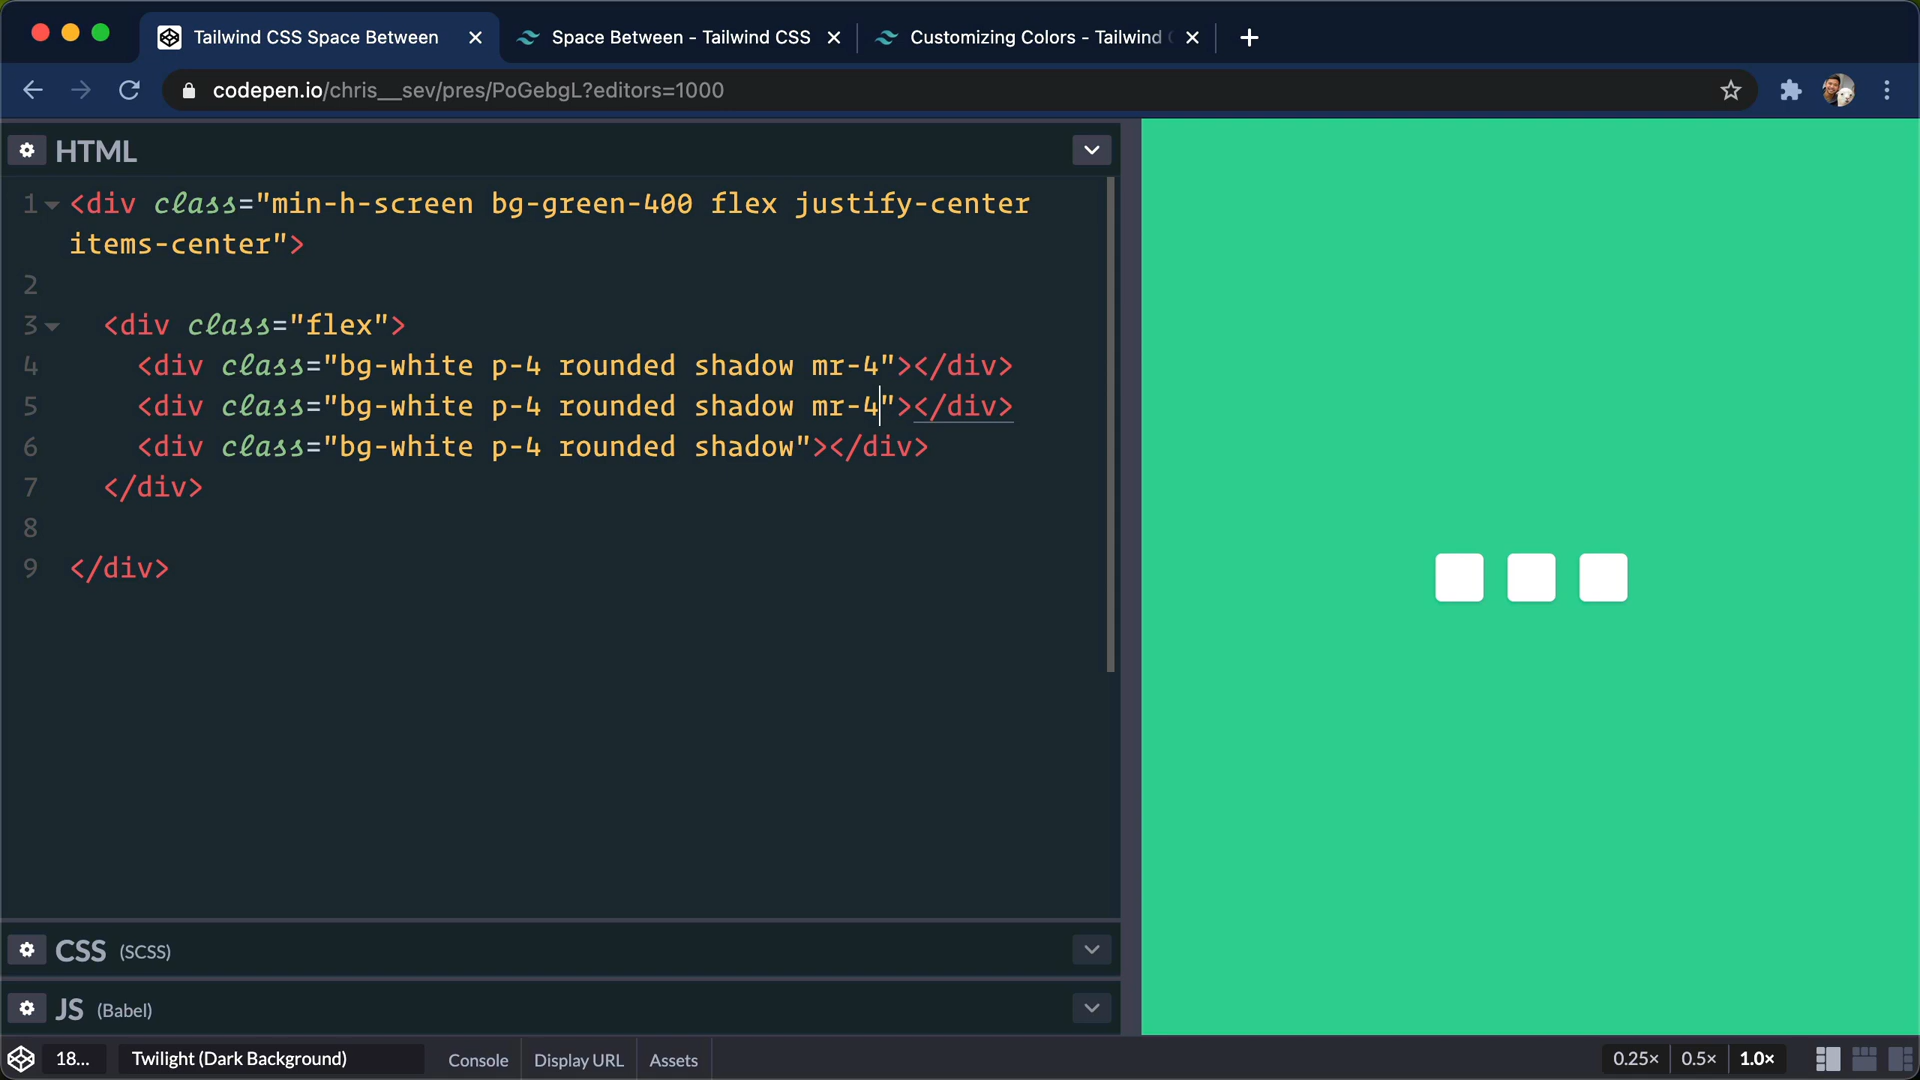 Tailwind CSS Space Between
Space Between - Tailwind CSS
Customizing Colors - Tailwind
codepen.io/chris__sev/pres/PoGebgL?editors=1000
HTML
1 <div class="min-h-screen bg-green-400 flex justify-center
items-center">
2
3 <div class="flex">
4 <div class="bg-white p-4 rounded shadow mr-4"></div>
5 <div class="bg-white p-4 rounded shadow mr-4"></div>
6 <div class="bg-white p-4 rounded shadow"></div>
7 </div>
8
9 </div>
CSS (SCSS)
JS (Babel)
18... Twilight (Dark Background) Console Display URL Assets 0.25× 0.5× 1.0×